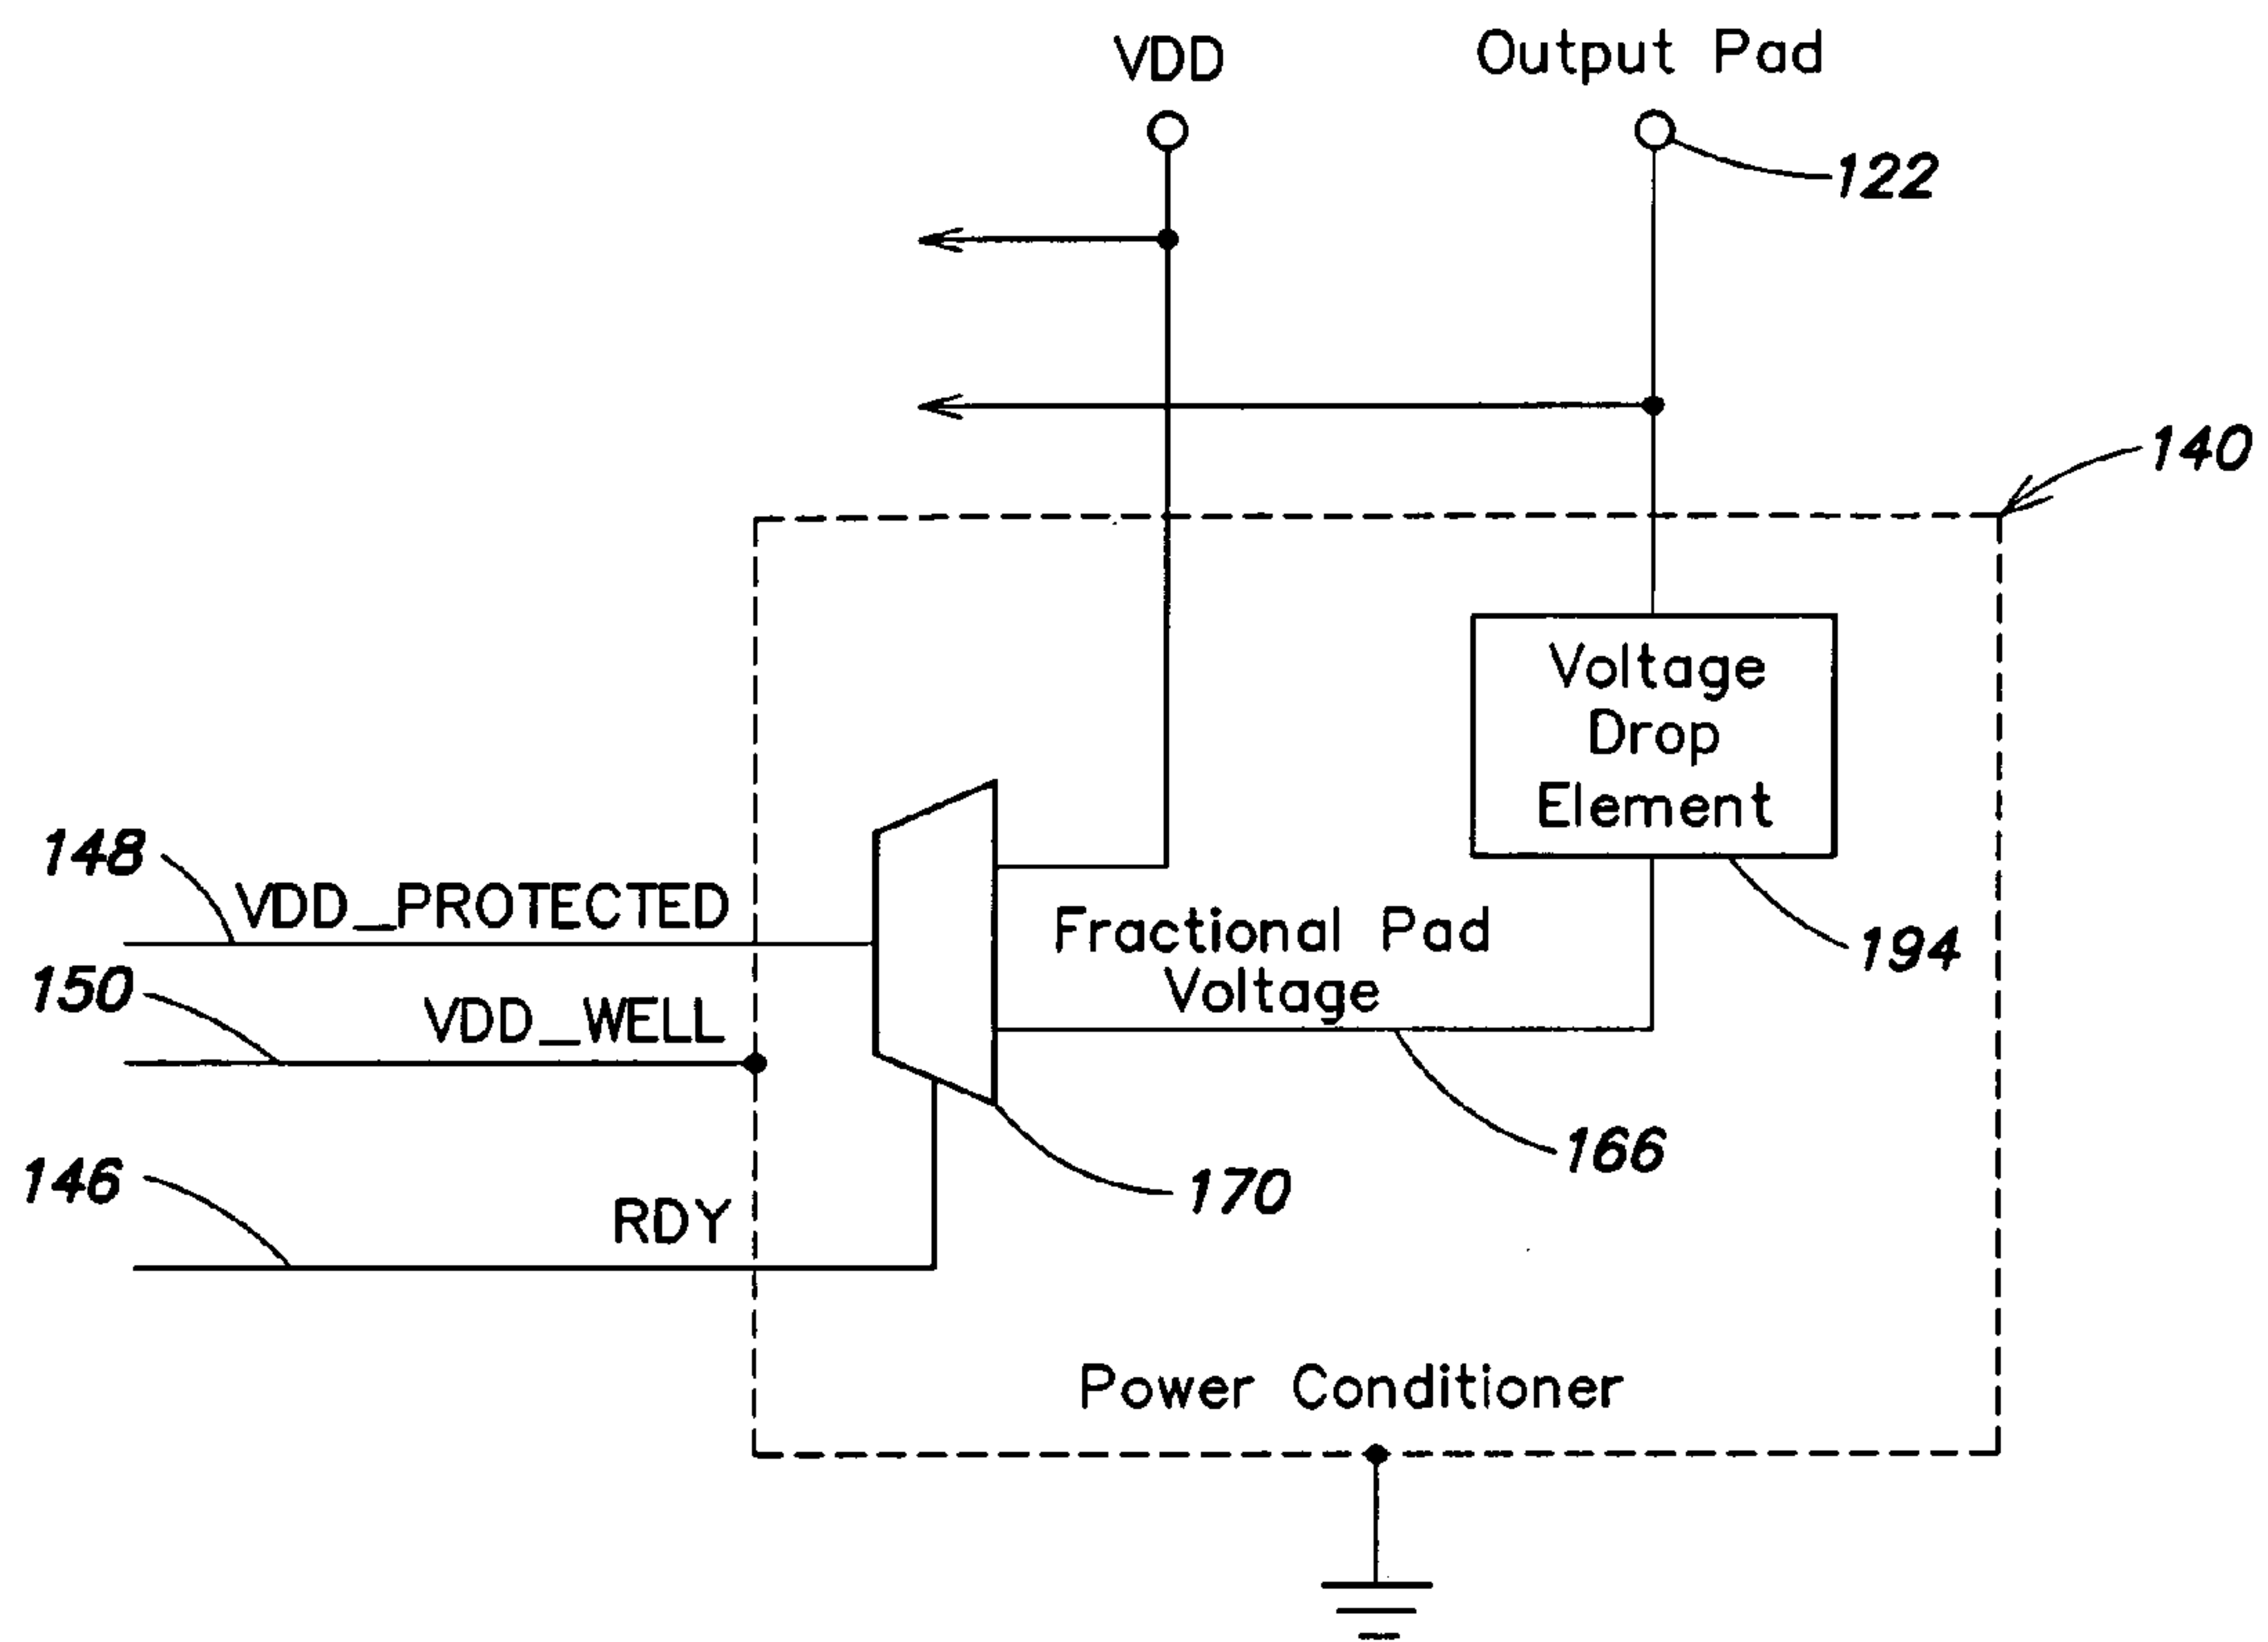 VDD
Output Pad
122
140
Voltage
Drop
Element
148
VDD_PROTECTED
Fractional Pad
Voltage
194
150
VDD_WELL
166
146
170
RDY
Power Conditioner